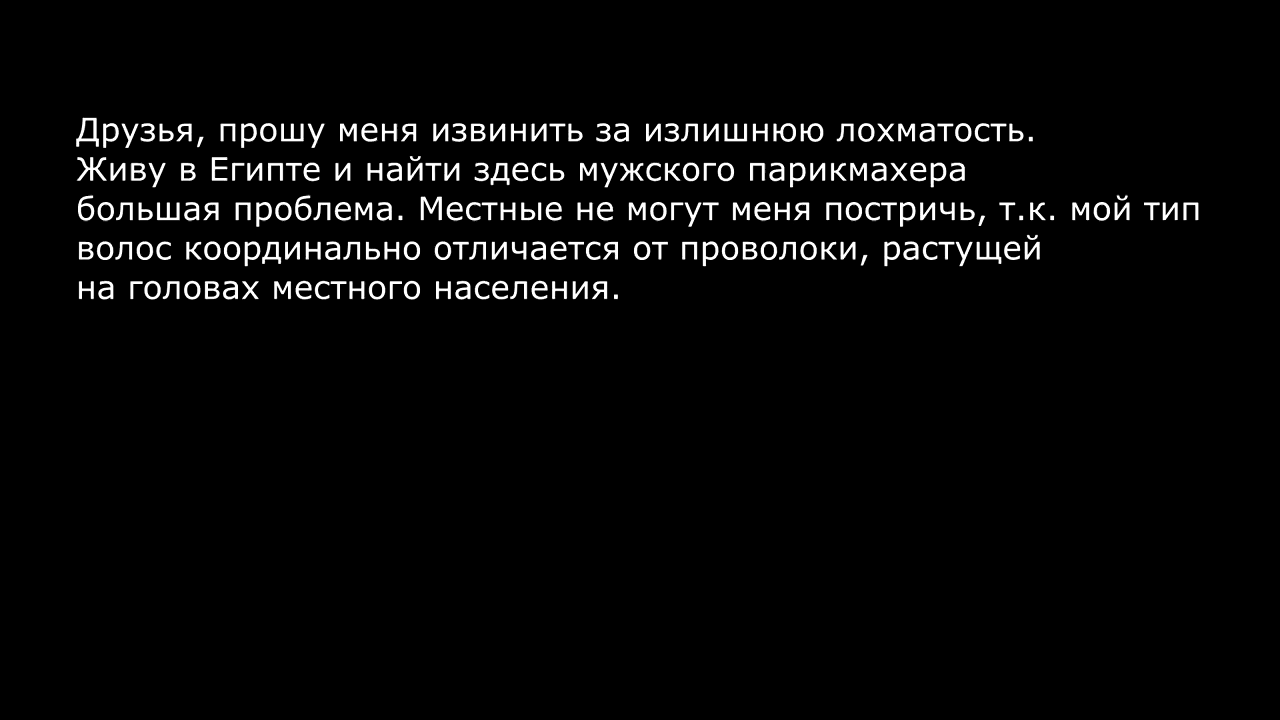 Друзья, прошу меня извинить за излишнюю лохматость.
Живу в Египте и найти здесь мужского парикмахера
большая проблема. Местные не могут меня постричь, т.к. мой тип
волос координально отличается от проволоки, растущей
на головах местного населения.